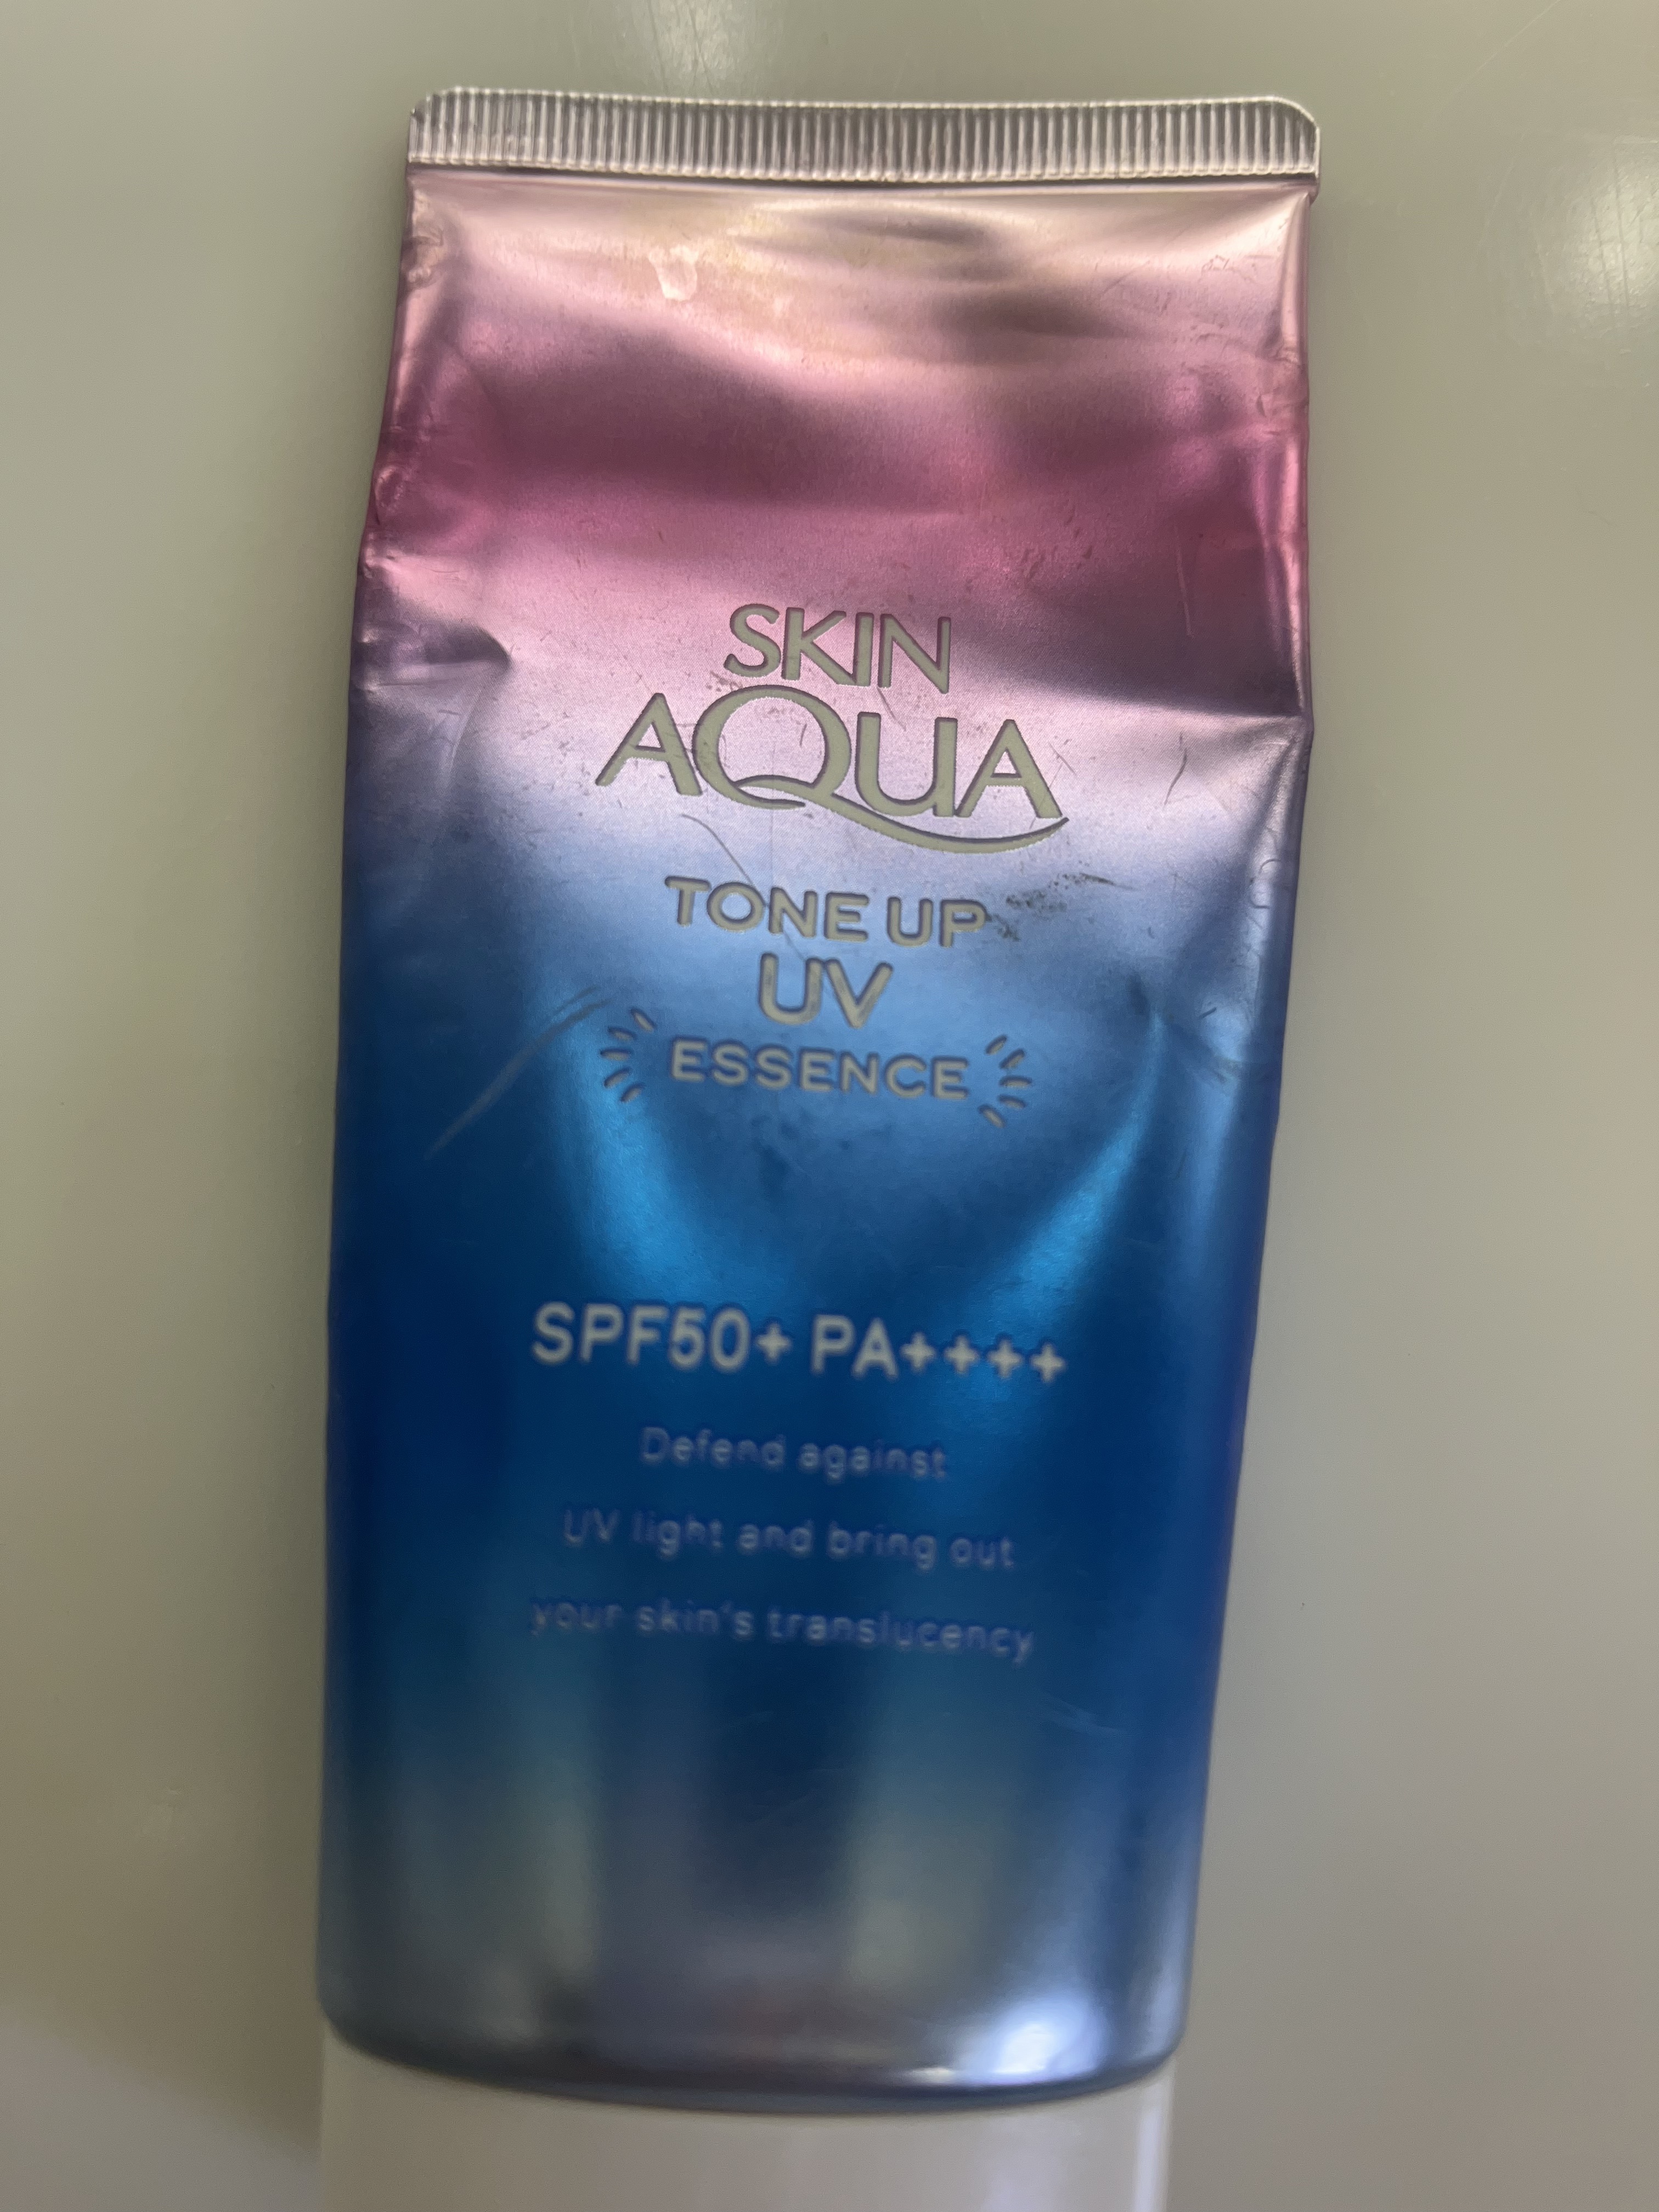 SKIN
AQUA
TONE UP
UV
ESSENCE
SPF50+ PA++++
Defend against
UV light and bring out
your skin's translucency